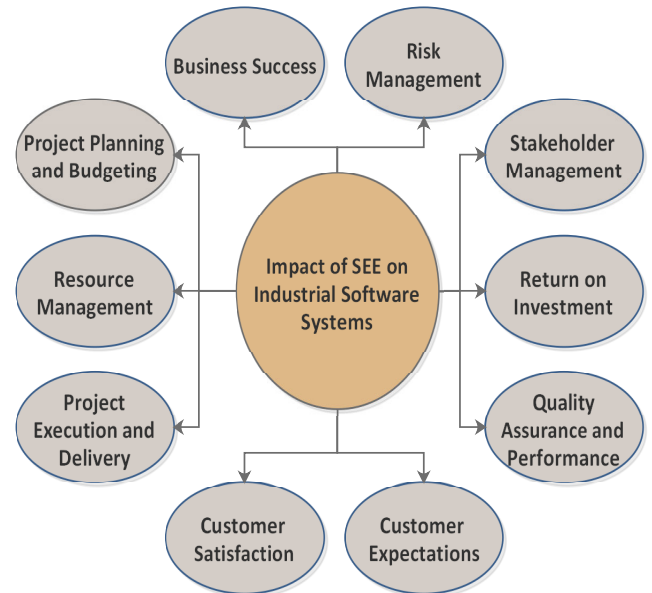 Business Success
Risk
Management
Project Planning
and Budgeting
Stakeholder
Management
Resource
Management
Impact of SEE on
Industrial Software
Systems
Return on
Investment
Project
Execution and
Delivery
Quality
Assurance and
Performance
Customer
Satisfaction
Customer
Expectations